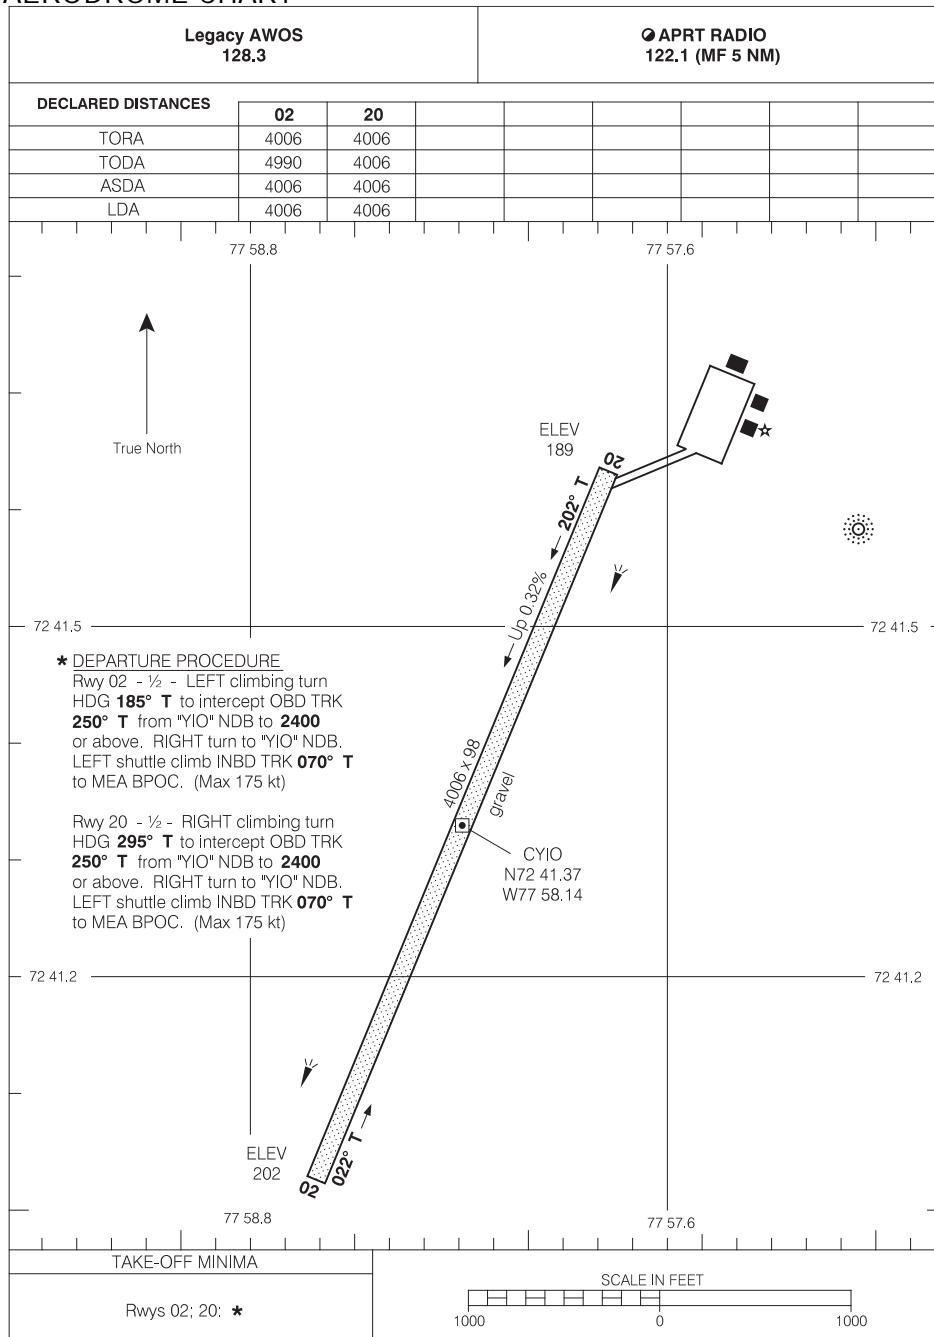 AERODROME CHART
Legacy AWOS
128.3
APRT RADIO
122.1 (MF 5 NM)
DECLARED DISTANCES
02 20
TORA 4006 4006
TODA 4990 4006
ASDA 4006 4006
LDA 4006 4006
77 58.8 77 57.6
True North
ELEV
189
20
202° T
Up 0.32%
72 41.5 72 41.5
* DEPARTURE PROCEDURE
Rwy 02 - ½ - LEFT climbing turn
HDG 185° T to intercept OBD TRK
250° T from "YIO" NDB to 2400
or above. RIGHT turn to "YIO" NDB.
LEFT shuttle climb INBD TRK 070° T
to MEA BPOC. (Max 175 kt)
Rwy 20 - ½ - RIGHT climbing turn
HDG 295° T to intercept OBD TRK
250° T from "YIO" NDB to 2400
or above. RIGHT turn to "YIO" NDB.
LEFT shuttle climb INBD TRK 070° T
to MEA BPOC. (Max 175 kt)
4006 x 98
gravel
CYIO
N72 41.37
W77 58.14
72 41.2 72 41.2
ELEV
202
022° T
02
77 58.8 77 57.6
TAKE-OFF MINIMA
Rwys 02; 20: *
SCALE IN FEET
1000 0 1000